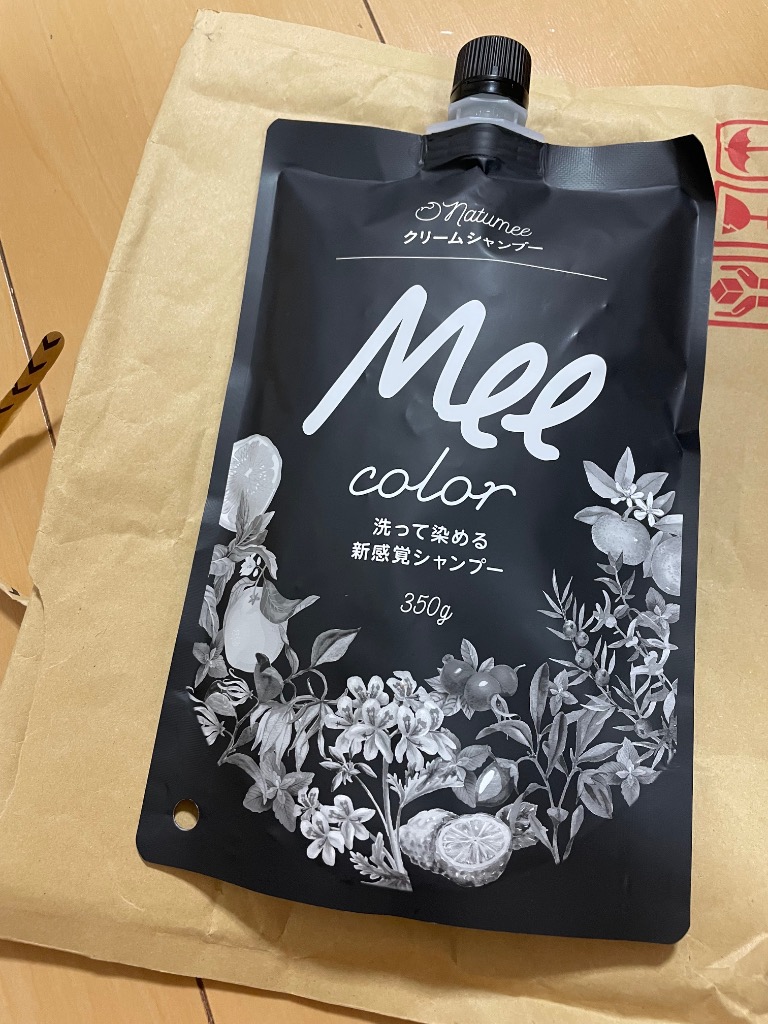 Natumee
クリームシャンプー
Mee
color
洗って染める
新感覚シャンプー
350g